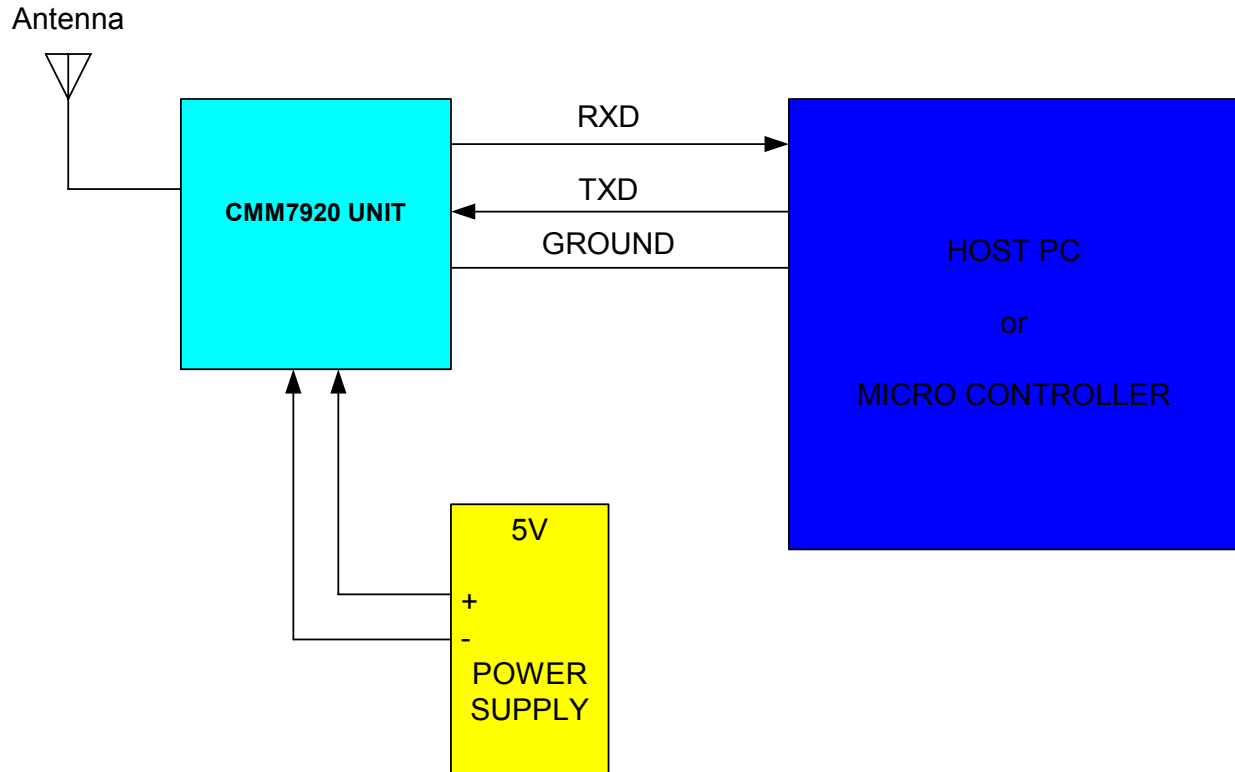 Antenna
CMM7920 UNIT
RXD
TXD
GROUND
HOST PC
or
MICRO CONTROLLER
5V
+
-
POWER
SUPPLY